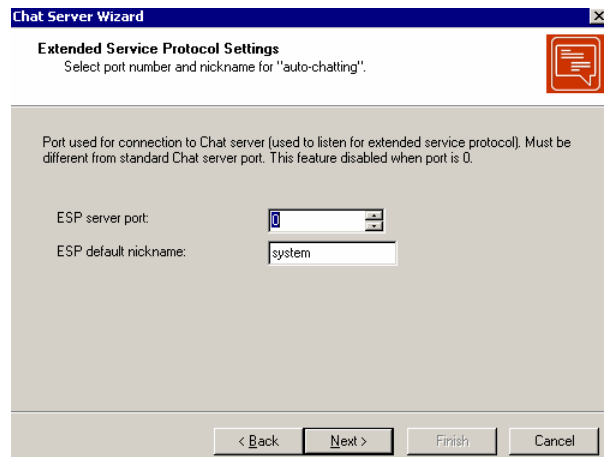 Chat Server Wizard
Extended Service Protocol Settings
Select port number and nickname for "auto-chatting".
Port used for connection to Chat server (used to listen for extended service protocol). Must be
different from standard Chat server port. This feature disabled when port is 0.
ESP server port: 0
ESP default nickname: system
< Back Next > Finish Cancel